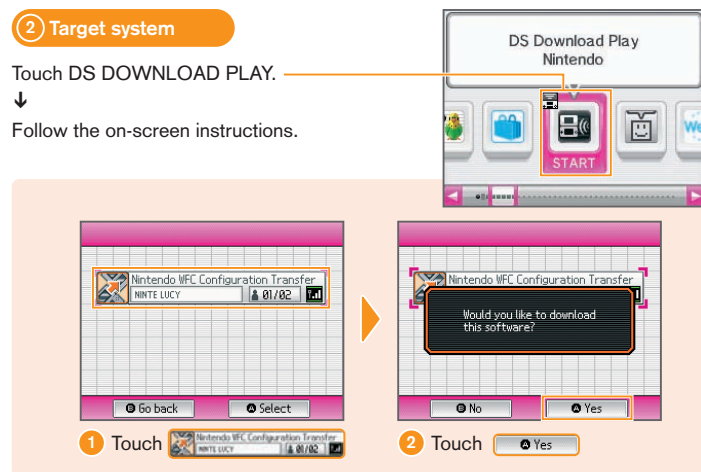 2 Target system
DS Download Play
Nintendo
Touch DS DOWNLOAD PLAY.
↓
Follow the on-screen instructions.
We
START
Nintendo WFC Configuration Transfer
NINTE LUCY 01/02
B Go back A Select
Nintendo WFC Configuration Transfer
Would you like to download
this software?
B No A Yes
1 Touch Nintendo WFC Configuration Transfer
NINTE LUCY 01/02
2 Touch A Yes